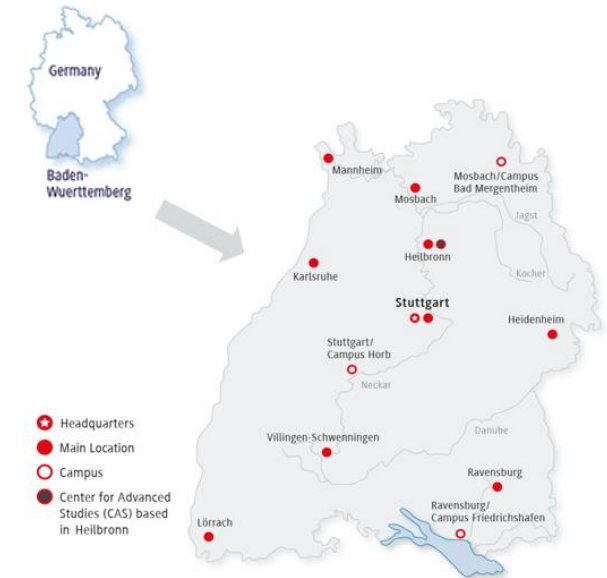 Germany
Baden-
Wuerttemberg
Mannheim
Mosbach/Campus
Bad Mergentheim
Mosbach
Jagst
Heilbronn
Karlsruhe
Kocher
Stuttgart
Heidenheim
Stuttgart/
Campus Horb
Neckar
Headquarters
Main Location
Campus
Center for Advanced
Studies (CAS) based
in Heilbronn
Villingen-Schwenningen
Danube
Ravensburg
Ravensburg/
Campus Friedrichshafen
Lörrach